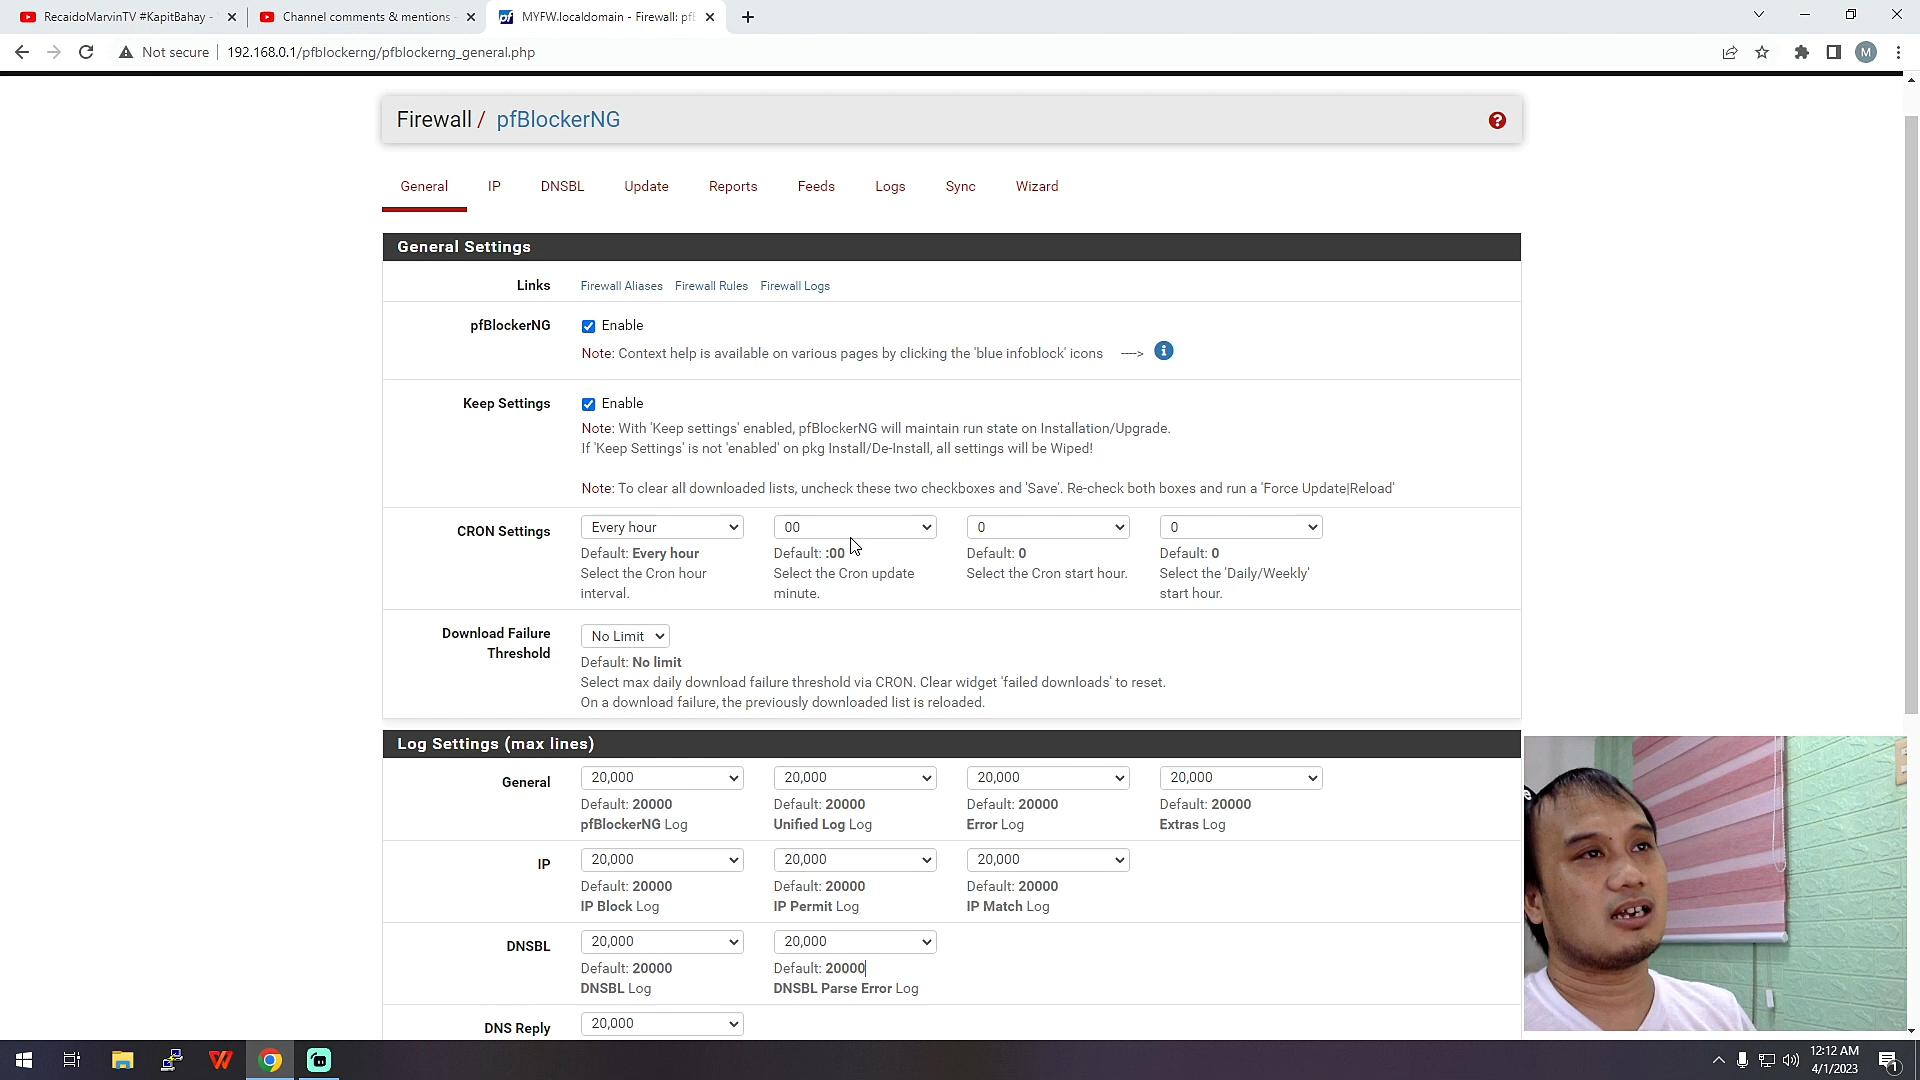 RecaidoMarvinTV #KapitBahay -
Channel comments & mentions -
MYFW.localdomain - Firewall: pf
Not secure
192.168.0.1/pfblockerng/pfblockerng_general.php
M
Firewall / pfBlockerNG
General
IP
DNSBL
Update
Reports
Feeds
Logs
Sync
Wizard
General Settings
Links
Firewall Aliases Firewall Rules Firewall Logs
pfBlockerNG
Enable
Note: Context help is available on various pages by clicking the 'blue infoblock' icons ---->
Keep Settings
Enable
Note: With 'Keep settings' enabled, pfBlockerNG will maintain run state on Installation/Upgrade.
If 'Keep Settings' is not 'enabled' on pkg Install/De-Install, all settings will be Wiped!
Note: To clear all downloaded lists, uncheck these two checkboxes and 'Save'. Re-check both boxes and run a 'Force Update|Reload'
CRON Settings
Every hour
Default: Every hour
Select the Cron hour
interval.
00
Default: :00
Select the Cron update
minute.
0
Default: 0
Select the Cron start hour.
0
Default: 0
Select the 'Daily/Weekly'
start hour.
Download Failure
Threshold
No Limit
Default: No limit
Select max daily download failure threshold via CRON. Clear widget 'failed downloads' to reset.
On a download failure, the previously downloaded list is reloaded.
Log Settings (max lines)
General
20,000
Default: 20000
pfBlockerNG Log
20,000
Default: 20000
Unified Log Log
20,000
Default: 20000
Error Log
20,000
Default: 20000
Extras Log
IP
20,000
Default: 20000
IP Block Log
20,000
Default: 20000
IP Permit Log
20,000
Default: 20000
IP Match Log
DNSBL
20,000
Default: 20000
DNSBL Log
20,000
Default: 20000
DNSBL Parse Error Log
DNS Reply
20,000
12:12 AM
4/1/2023
1